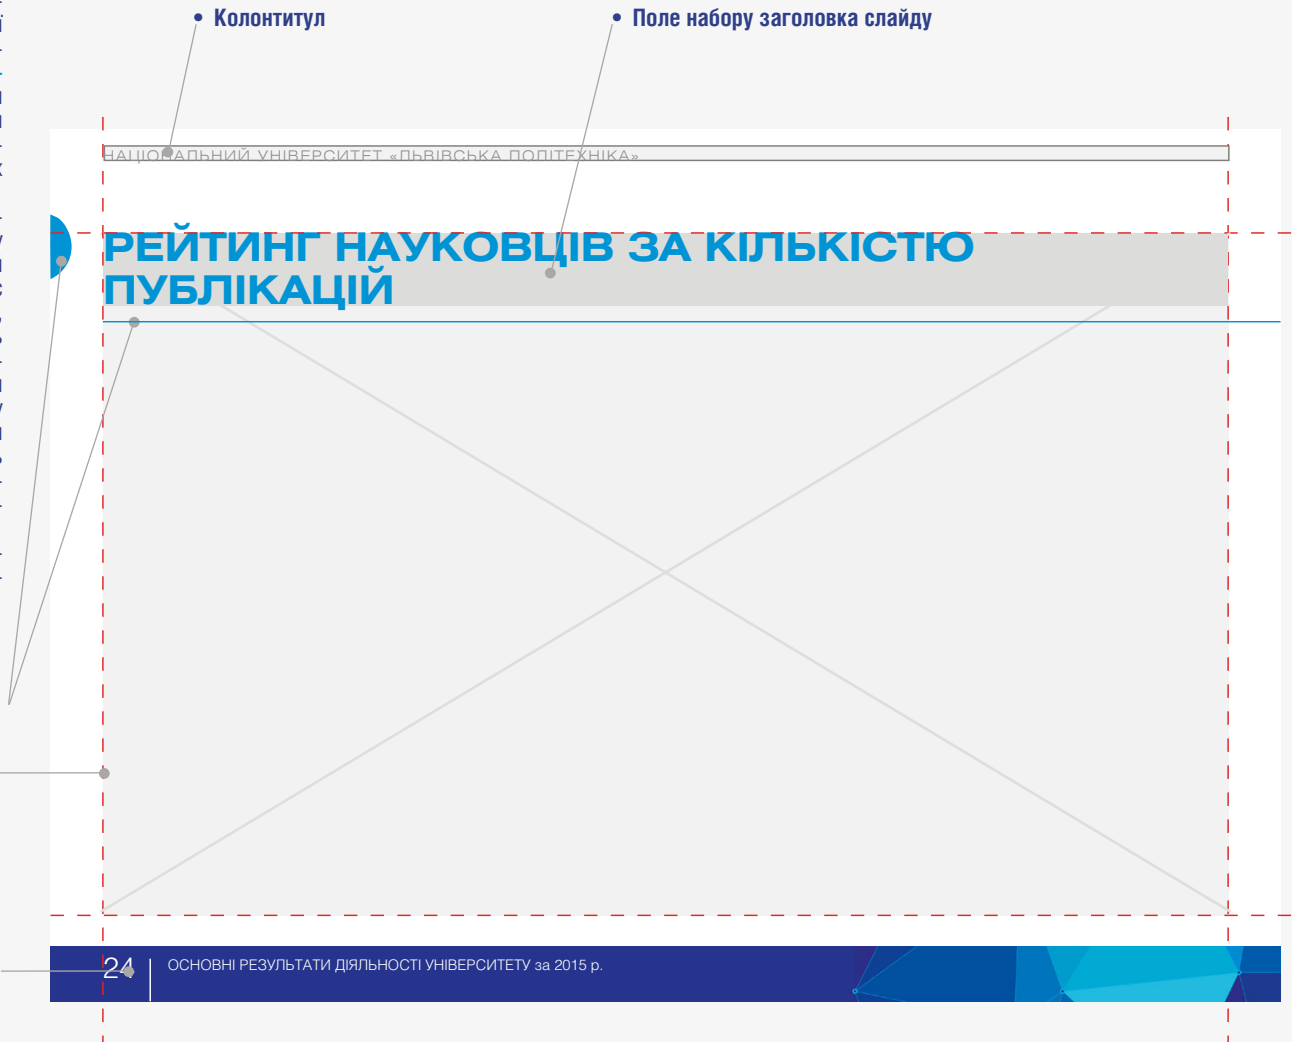 • Колонтитул
• Поле набору заголовка слайду
НАЦІОНАЛЬНИЙ УНІВЕРСИТЕТ «ЛЬВІВСЬКА ПОЛІТЕХНІКА»
РЕЙТИНГ НАУКОВЦІВ ЗА КІЛЬКІСТЮ
ПУБЛІКАЦІЙ
24
ОСНОВНІ РЕЗУЛЬТАТИ ДІЯЛЬНОСТІ УНІВЕРСИТЕТУ за 2015 р.